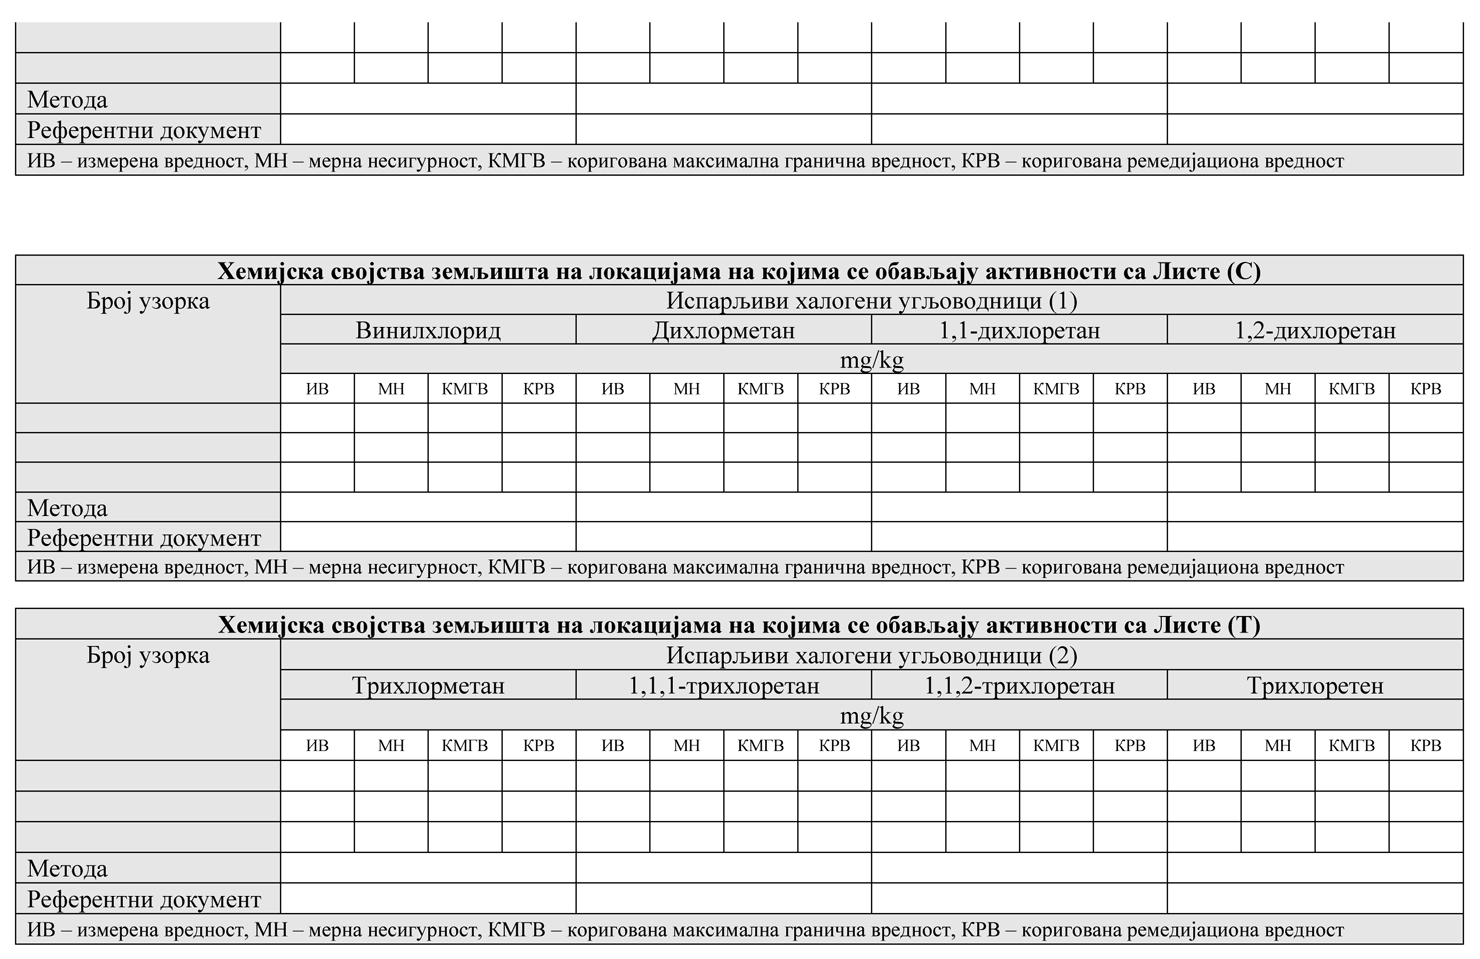 Метода
Референтни документ
ИВ – измерена вредност, МН – мерна несигурност, КМГВ – коригована максимална гранична вредност, КРВ – коригована ремедијациона вредност
Хемијска својства земљишта на локацијама на којима се обављају активности са Листе (С)
Број узорка Испарљиви халогени угљоводници (1)
Винилхлорид Дихлорметан 1,1-дихлоретан 1,2-дихлоретан
mg/kg
ИВ МН КМГВ КРВ ИВ МН КМГВ КРВ ИВ МН КМГВ КРВ ИВ МН КМГВ КРВ
Метода
Референтни документ
ИВ – измерена вредност, МН – мерна несигурност, КМГВ – коригована максимална гранична вредност, КРВ – коригована ремедијациона вредност
Хемијска својства земљишта на локацијама на којима се обављају активности са Листе (Т)
Број узорка Испарљиви халогени угљоводници (2)
Трихлорметан 1,1,1-трихлоретан 1,1,2-трихлоретан Трихлоретен
mg/kg
ИВ МН КМГВ КРВ ИВ МН КМГВ КРВ ИВ МН КМГВ КРВ ИВ МН КМГВ КРВ
Метода
Референтни документ
ИВ – измерена вредност, МН – мерна несигурност, КМГВ – коригована максимална гранична вредност, КРВ – коригована ремедијациона вредност